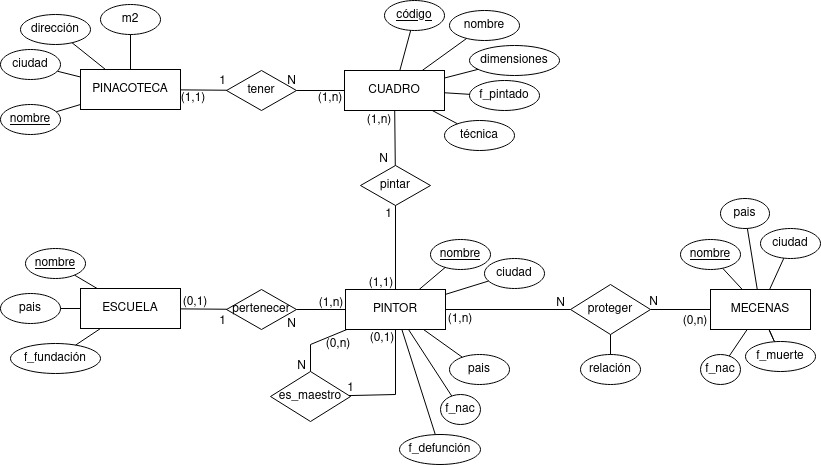 código
m2
dirección
nombre
ciudad
dimensiones
PINACOTECA
1
tener
N
CUADRO
(1,1)
(1,n)
f_pintado
nombre
(1,n)
técnica
N
pintar
1
pais
nombre
nombre
ciudad
nombre
ciudad
(1,1)
pais
ESCUELA
(0,1)
pertenecer
(1,n)
PINTOR
N
proteger
N
MECENAS
1
N
(1,n)
(0,n)
(0,n)
(0,1)
f_fundación
f_muerte
N
pais
relación
f_nac
es_maestro
1
f_nac
f_defunción